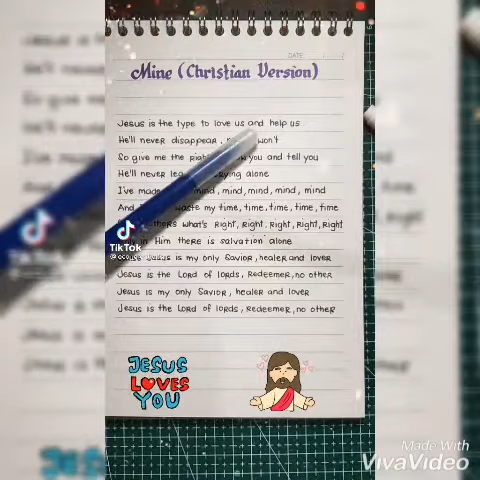 DATE
Mine (Christian Version)
Jesus is the type to love us and help us
He'll never disappear, won't
So give me the Right you and tell you
He'll never crying alone
I've made mind, mind, mind, mind
And waste my time, time, time, time, time
what's Right, Right, Right, Right, Right
in Him there is salvation alone
Jesus is my only Savior, healer and lover
Jesus is the Lord of lords, Redeemer, no other
Jesus is my only Savior, healer and lover
Jesus is the Lord of lords, Redeemer, no other
JESUS
LOVES
YOU
TikTok
Made With
VivaVideo